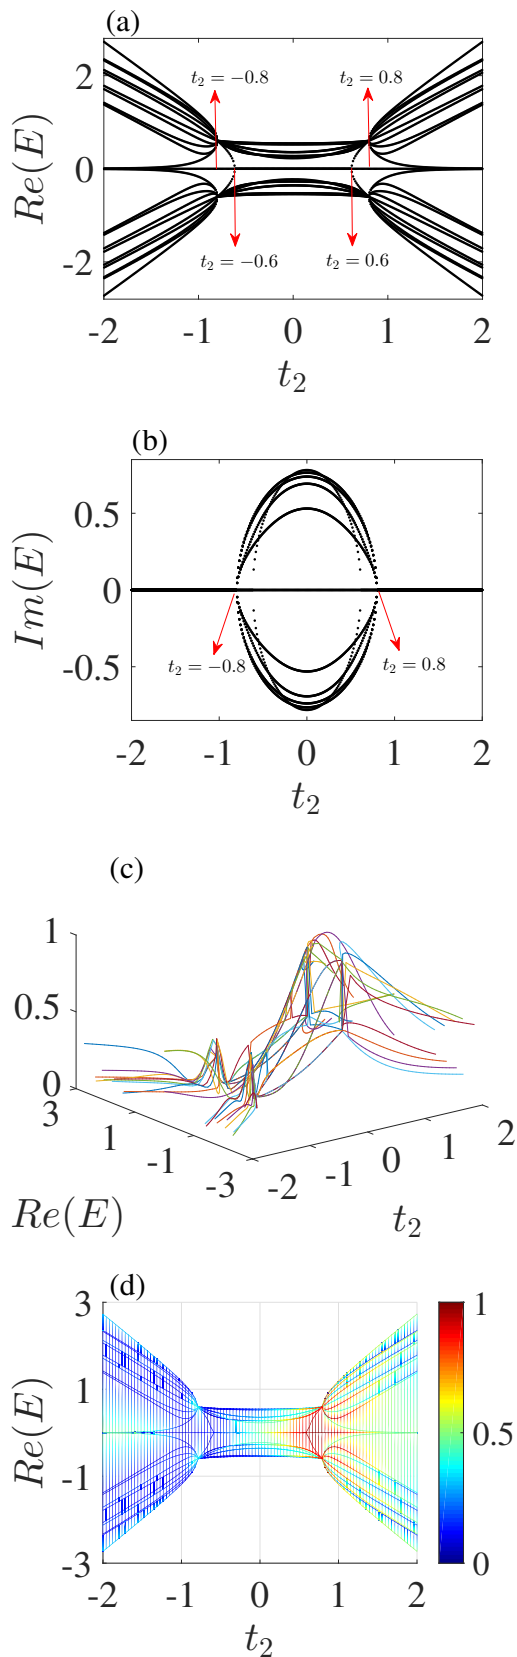 (a)
t₂ = −0.8
t₂ = 0.8
2
0
-2
Re(E)
t₂ = −0.6
t₂ = 0.6
-2 -1 0 1 2
t₂
(b)
0.5
0
-0.5
Im(E)
t₂ = −0.8
t₂ = 0.8
-2 -1 0 1 2
t₂
(c)
1
0.5
0
3
1
-1
-3
-2
-1
0
1
2
Re(E)
t₂
(d)
3
1
-1
-3
Re(E)
1
0.5
0
-2 -1 0 1 2
t₂